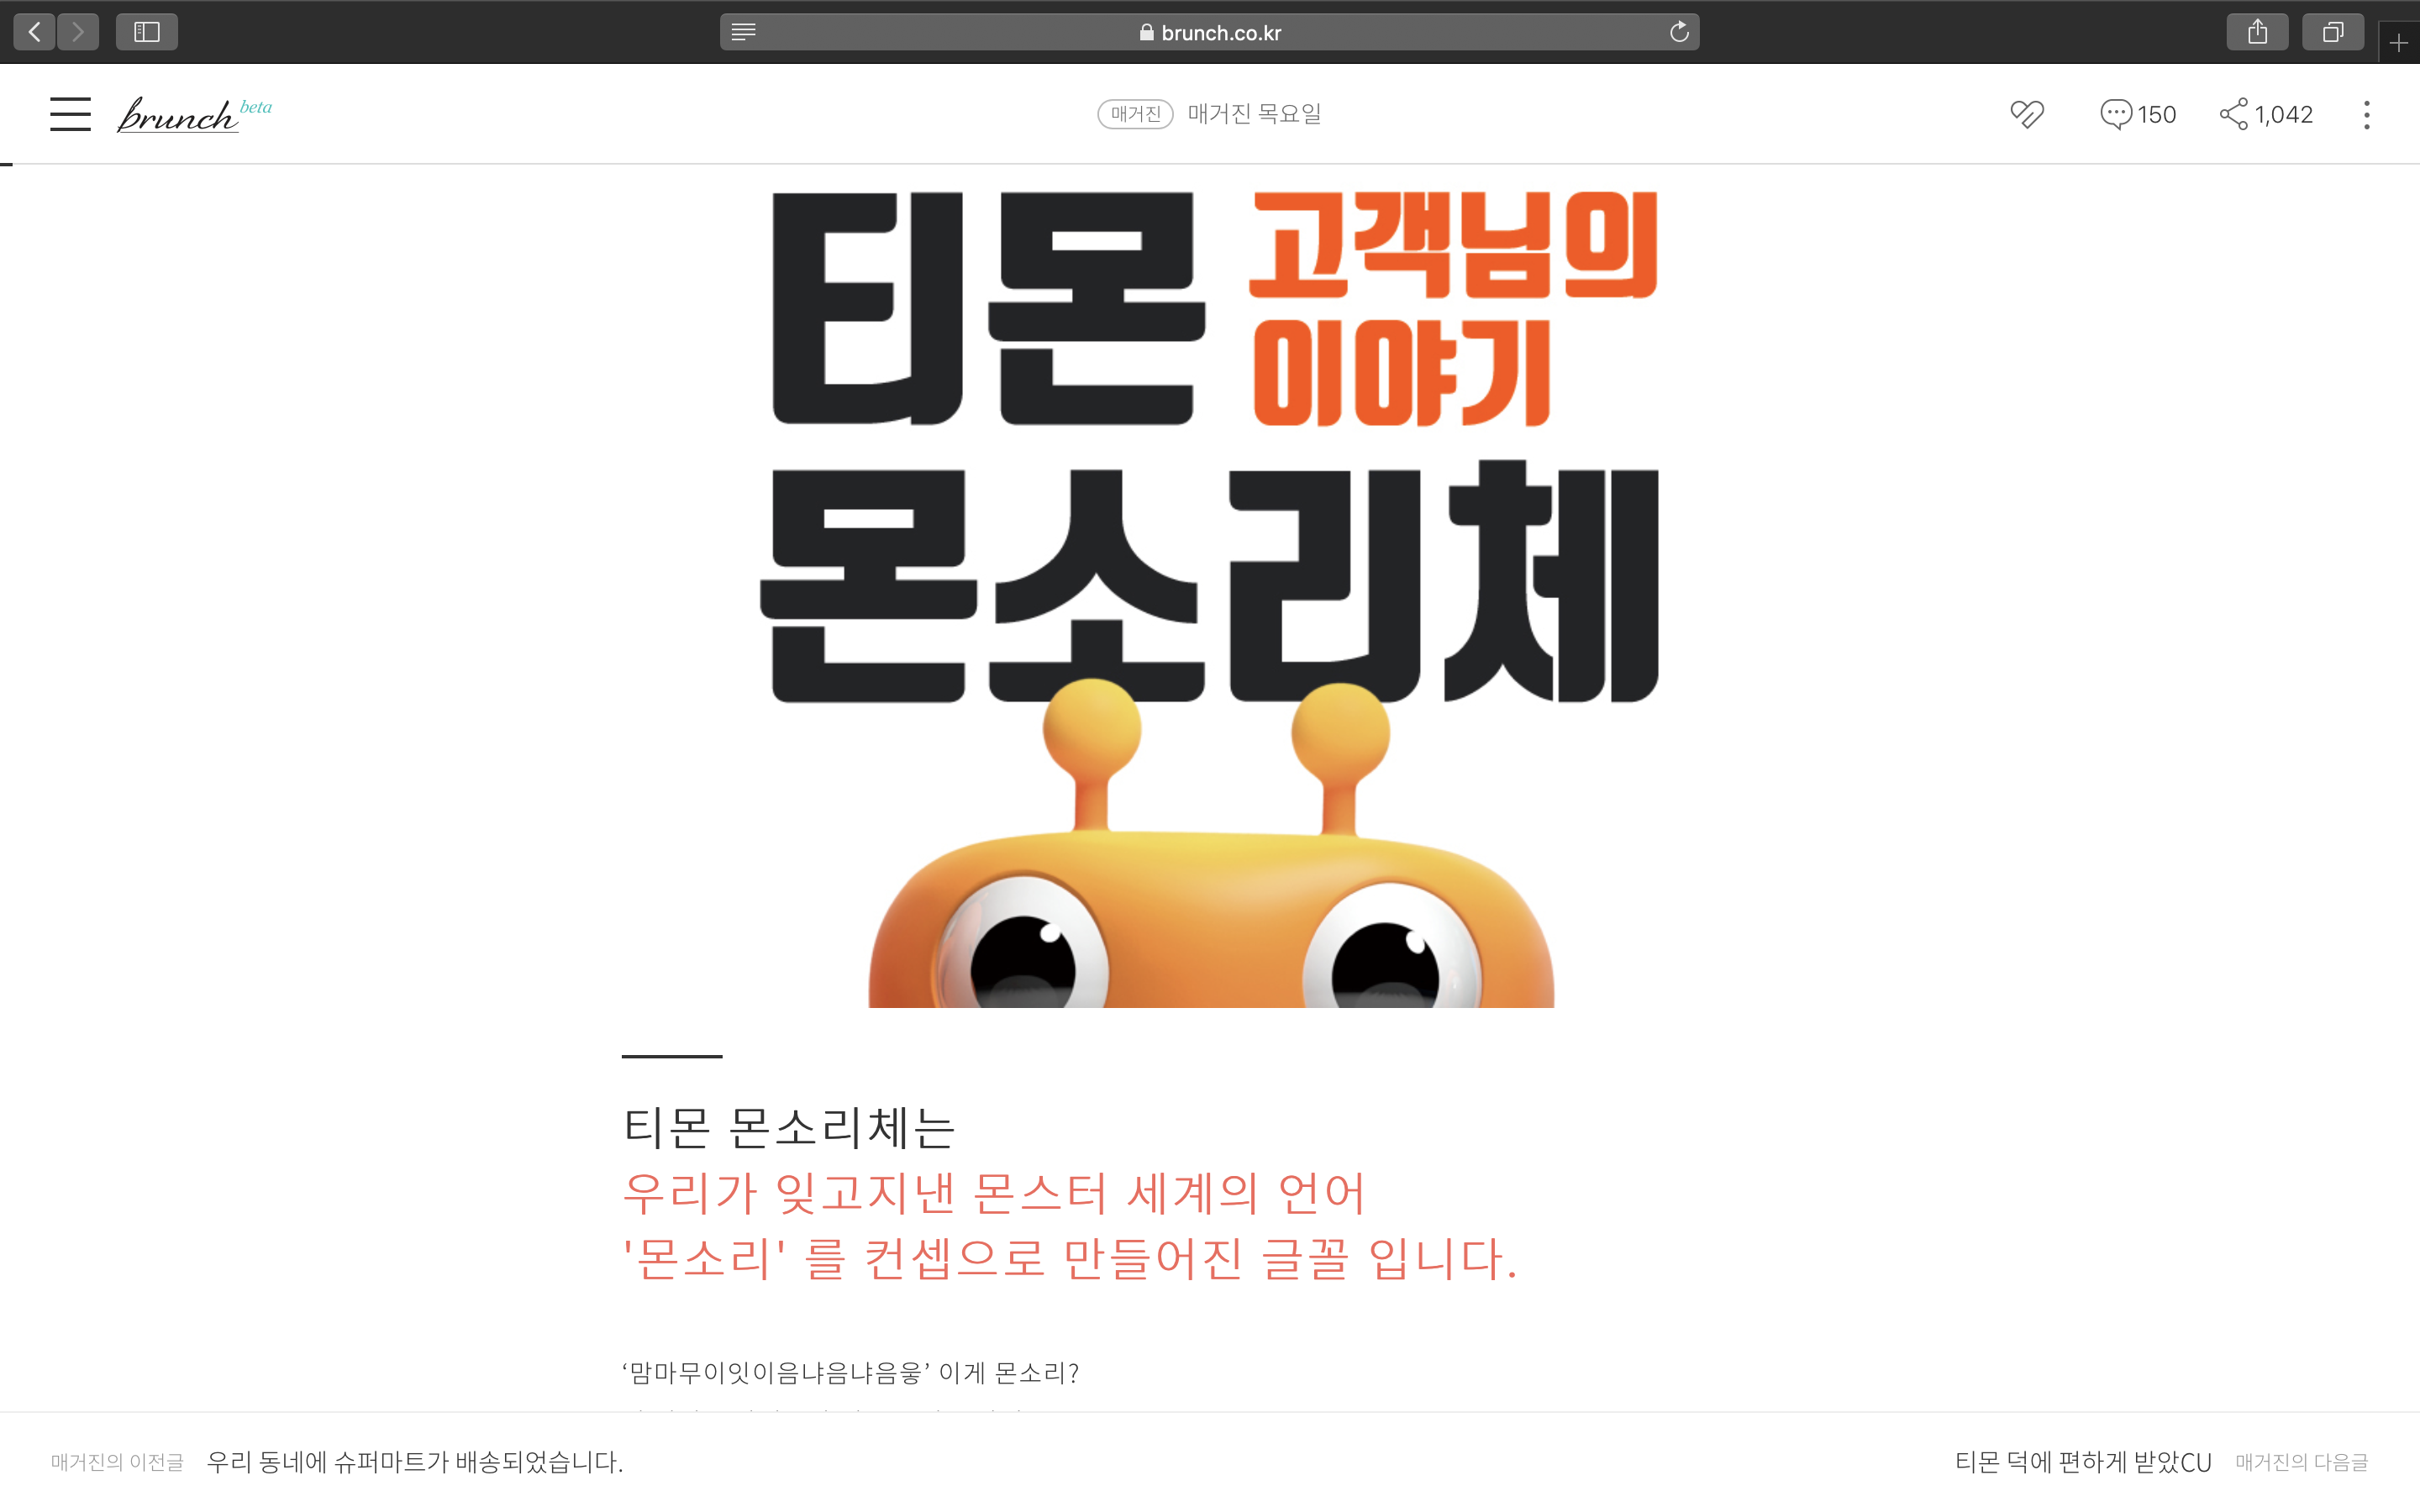 brunch.co.kr
brunch beta
매거진 매거진 목요일
150
1,042
티몬 고객님의
이야기
몬소리체
티몬 몬소리체는
우리가 잊고지낸 몬스터 세계의 언어
'몬소리' 를 컨셉으로 만들어진 글꼴 입니다.
‘맘마무이잇이음냐음냐음웋’ 이게 몬소리?
매거진의 이전글 우리 동네에 슈퍼마트가 배송되었습니다.
티몬 덕에 편하게 받았CU 매거진의 다음글